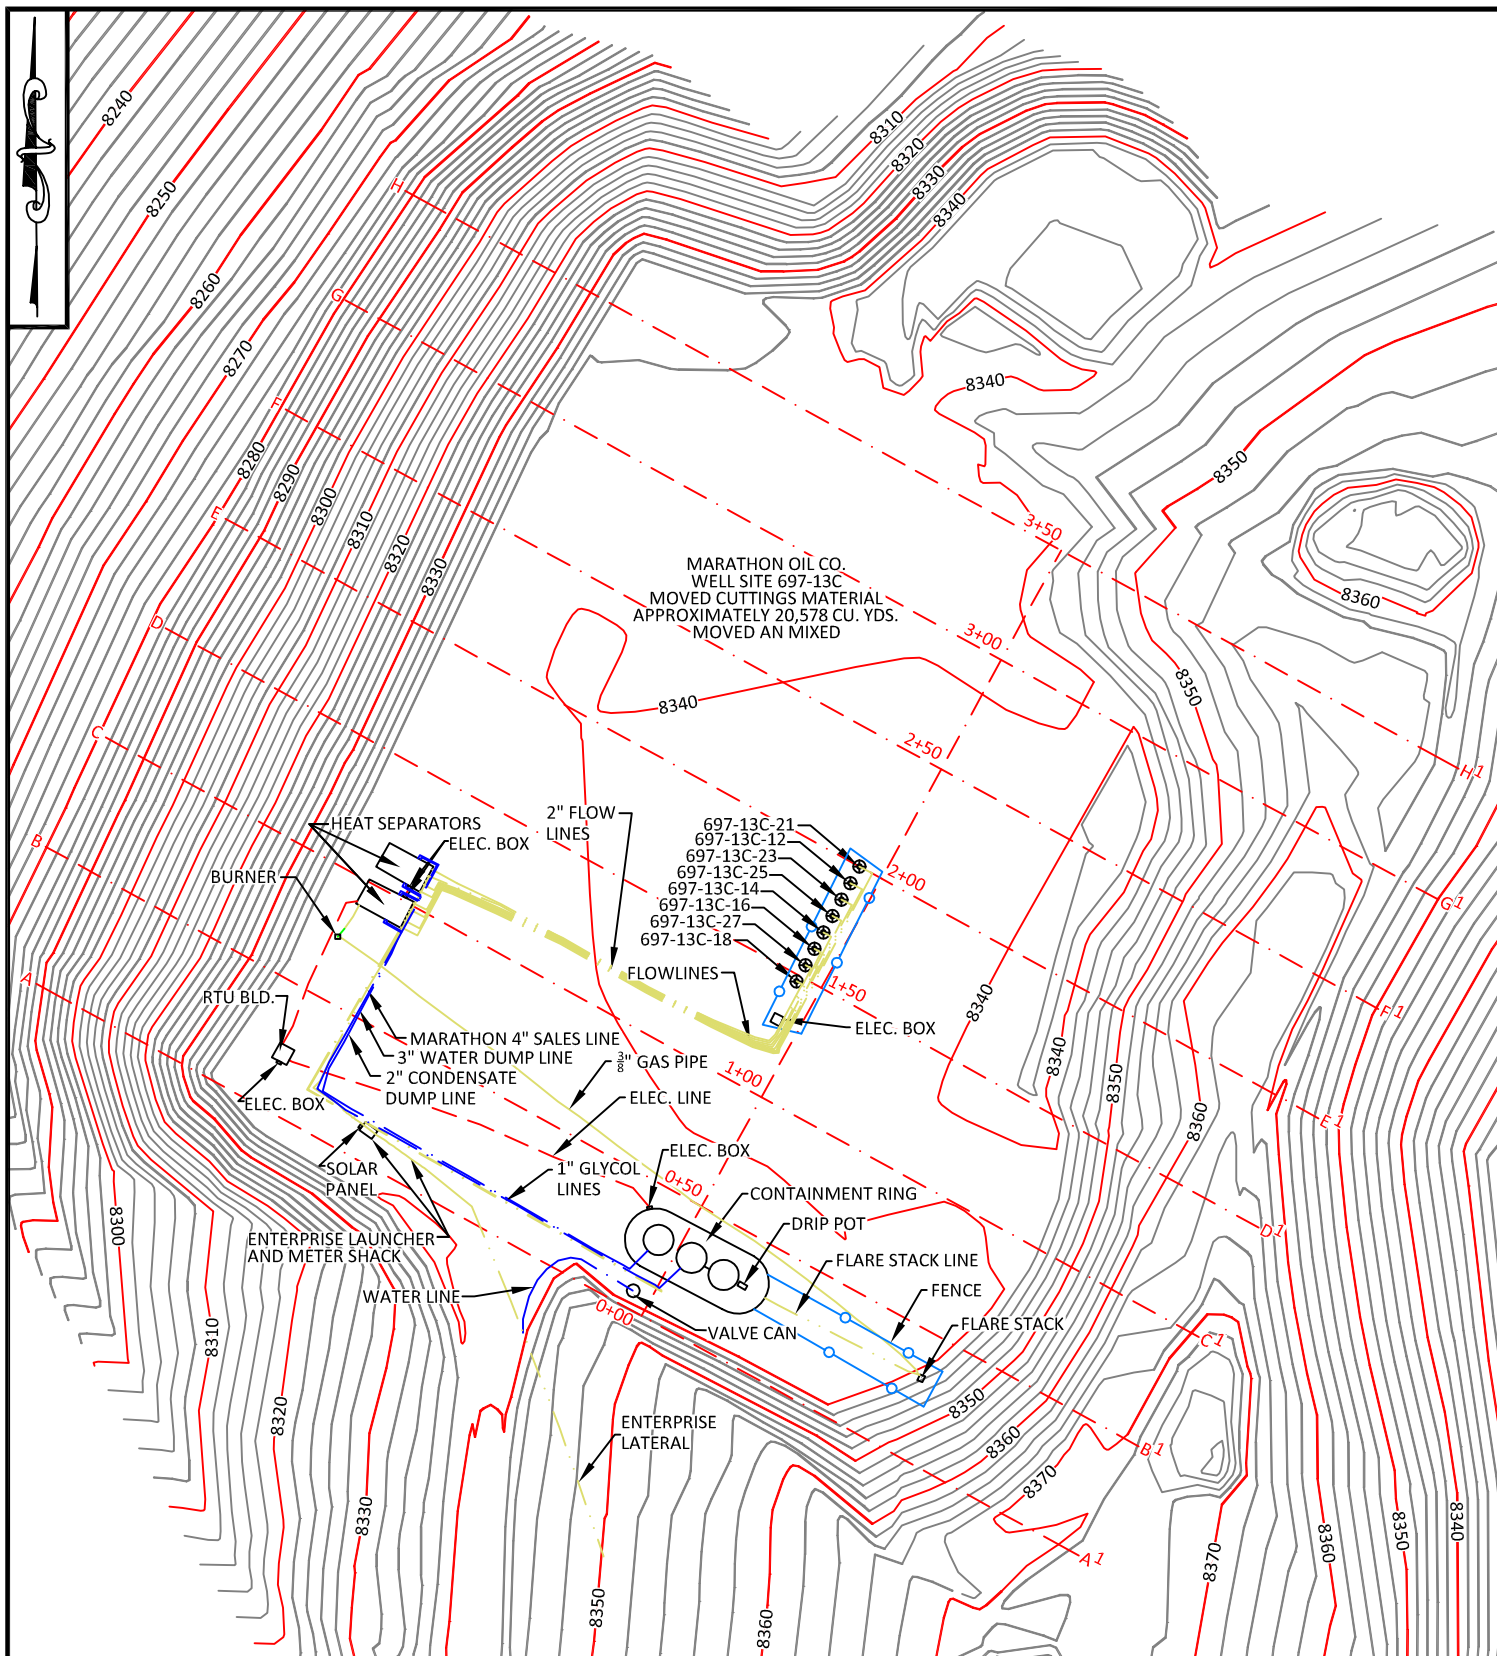 8240
8250
8260
8270
8280
8290
8300
8310
8320
8330
8310
8320
8330
8340
8340
8350
8360
8350
H
G
F
E
D
C
B
A
MARATHON OIL CO.
WELL SITE 697-13C
MOVED CUTTINGS MATERIAL
APPROXIMATELY 20,578 CU. YDS.
MOVED AN MIXED
3+50
3+00
2+50
2+00
1+50
1+00
0+50
0+00
8340
H1
G1
F1
E1
D1
C1
B1
A1
HEAT SEPARATORS
ELEC. BOX
BURNER
2" FLOW
LINES
697-13C-21
697-13C-12
697-13C-23
697-13C-25
697-13C-14
697-13C-16
697-13C-27
697-13C-18
FLOWLINES
ELEC. BOX
RTU BLD.
ELEC. BOX
MARATHON 4" SALES LINE
3" WATER DUMP LINE
2" CONDENSATE
DUMP LINE
3/8" GAS PIPE
ELEC. LINE
ELEC. BOX
1" GLYCOL
LINES
CONTAINMENT RING
DRIP POT
FLARE STACK LINE
FENCE
FLARE STACK
SOLAR
PANEL
ENTERPRISE LAUNCHER
AND METER SHACK
WATER LINE
VALVE CAN
ENTERPRISE
LATERAL
8340
8340
8350
8360
8300
8310
8320
8330
8350
8360
8350
8360
8370
8370
8360
8350
8340